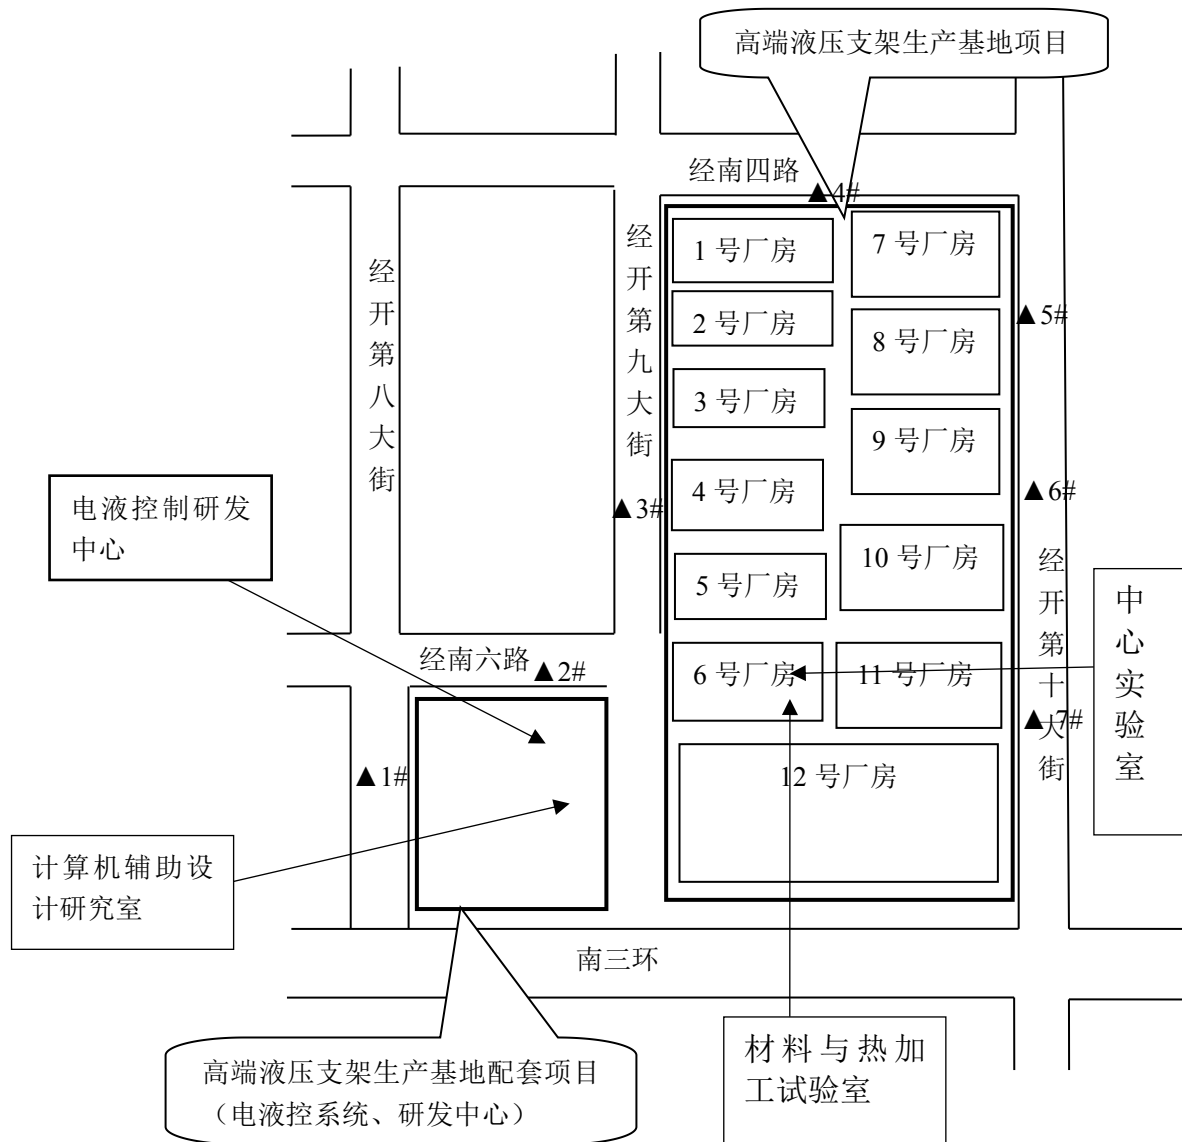 高端液压支架生产基地项目
经南四路
▲4#
1 号厂房
7 号厂房
经开第八大街
经开第九大街
2 号厂房
8 号厂房
▲5#
3 号厂房
9 号厂房
电液控制研发
中心
▲3#
4 号厂房
▲6#
5 号厂房
10 号厂房
经开第十大街
中心实验室
经南六路
▲2#
6 号厂房
11 号厂房
▲7#
▲1#
12 号厂房
计算机辅助设
计研究室
南三环
高端液压支架生产基地配套项目
（电液控系统、研发中心）
材料与热加
工试验室